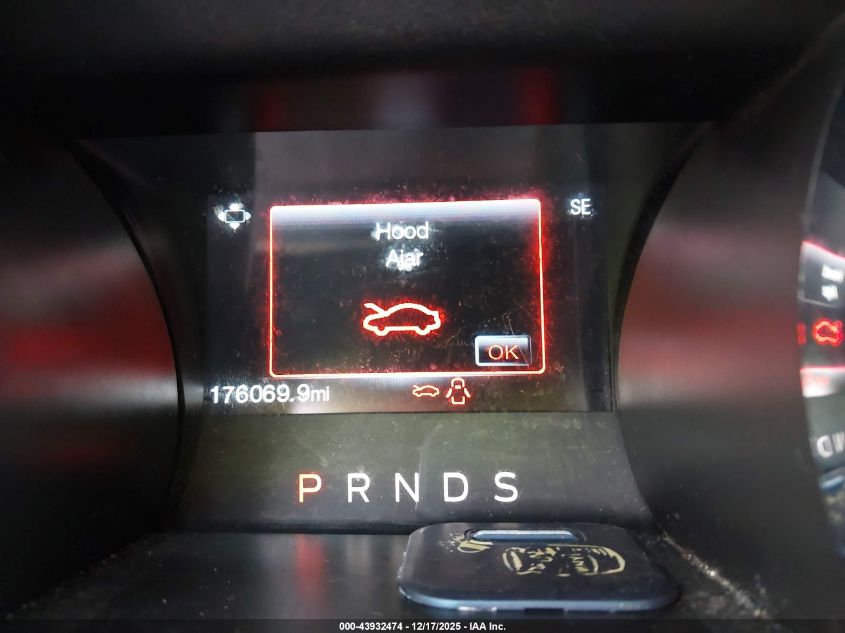 SE
Hood
Ajar
OK
176069.9mi
P R N D S
000-43932474 – 12/17/2025 – IAA Inc.